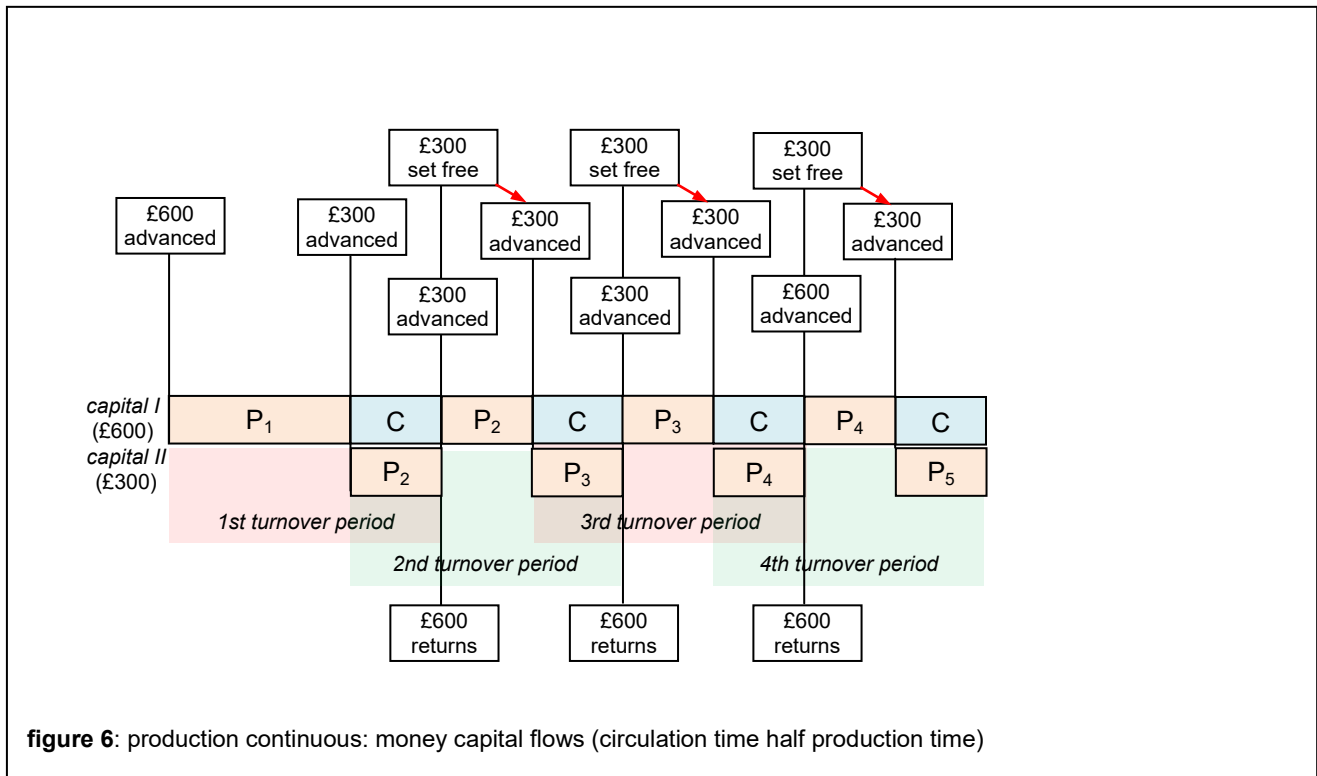 £300
set free
£300
set free
£300
set free
£600
advanced
£300
advanced
£300
advanced
£300
advanced
£300
advanced
£300
advanced
£300
advanced
£600
advanced
capital I
(£600)
P₁
C
P₂
C
P₃
C
P₄
C
capital II
(£300)
P₂
P₃
P₄
P₅
1st turnover period
3rd turnover period
2nd turnover period
4th turnover period
£600
returns
£600
returns
£600
returns
figure 6: production continuous: money capital flows (circulation time half production time)